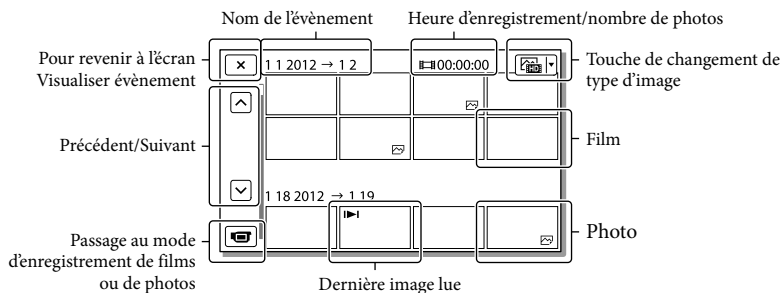 Nom de l'évènement
Heure d'enregistrement/nombre de photos
Pour revenir à l'écran
Visualiser évènement
1 1 2012 → 1 2
00:00:00
HD
Touche de changement de
type d'image
Précédent/Suivant
Film
1 18 2012 → 1 19
Passage au mode
d'enregistrement de films
ou de photos
Photo
Dernière image lue